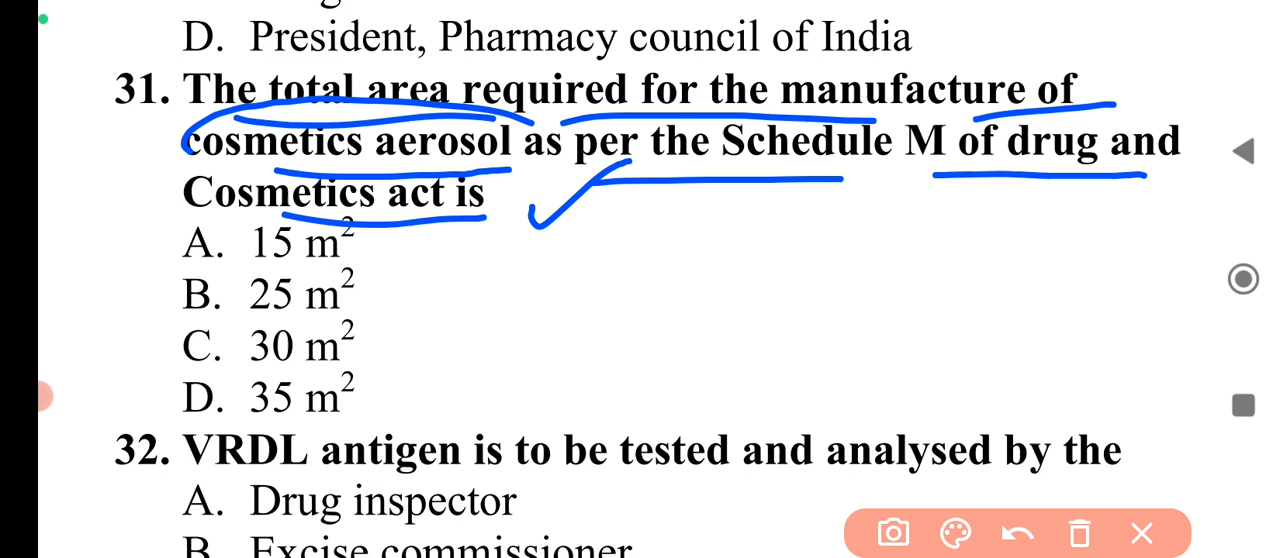 D. President, Pharmacy council of India
31. The total area required for the manufacture of
cosmetics aerosol as per the Schedule M of drug and
Cosmetics act is
A. 15 m²
B. 25 m²
C. 30 m²
D. 35 m²
32. VRDL antigen is to be tested and analysed by the
A. Drug inspector
B. Excise commissioner